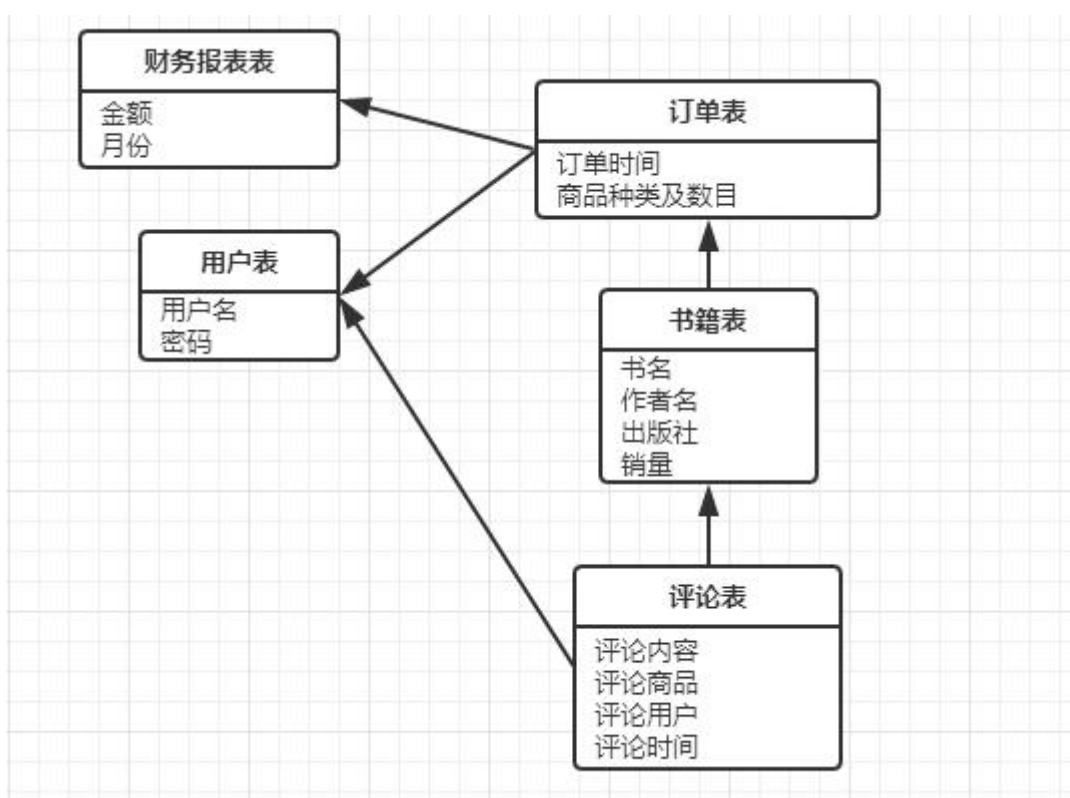 财务报表表
金额
月份
订单表
订单时间
商品种类及数目
用户表
用户名
密码
书籍表
书名
作者名
出版社
销量
评论表
评论内容
评论商品
评论用户
评论时间